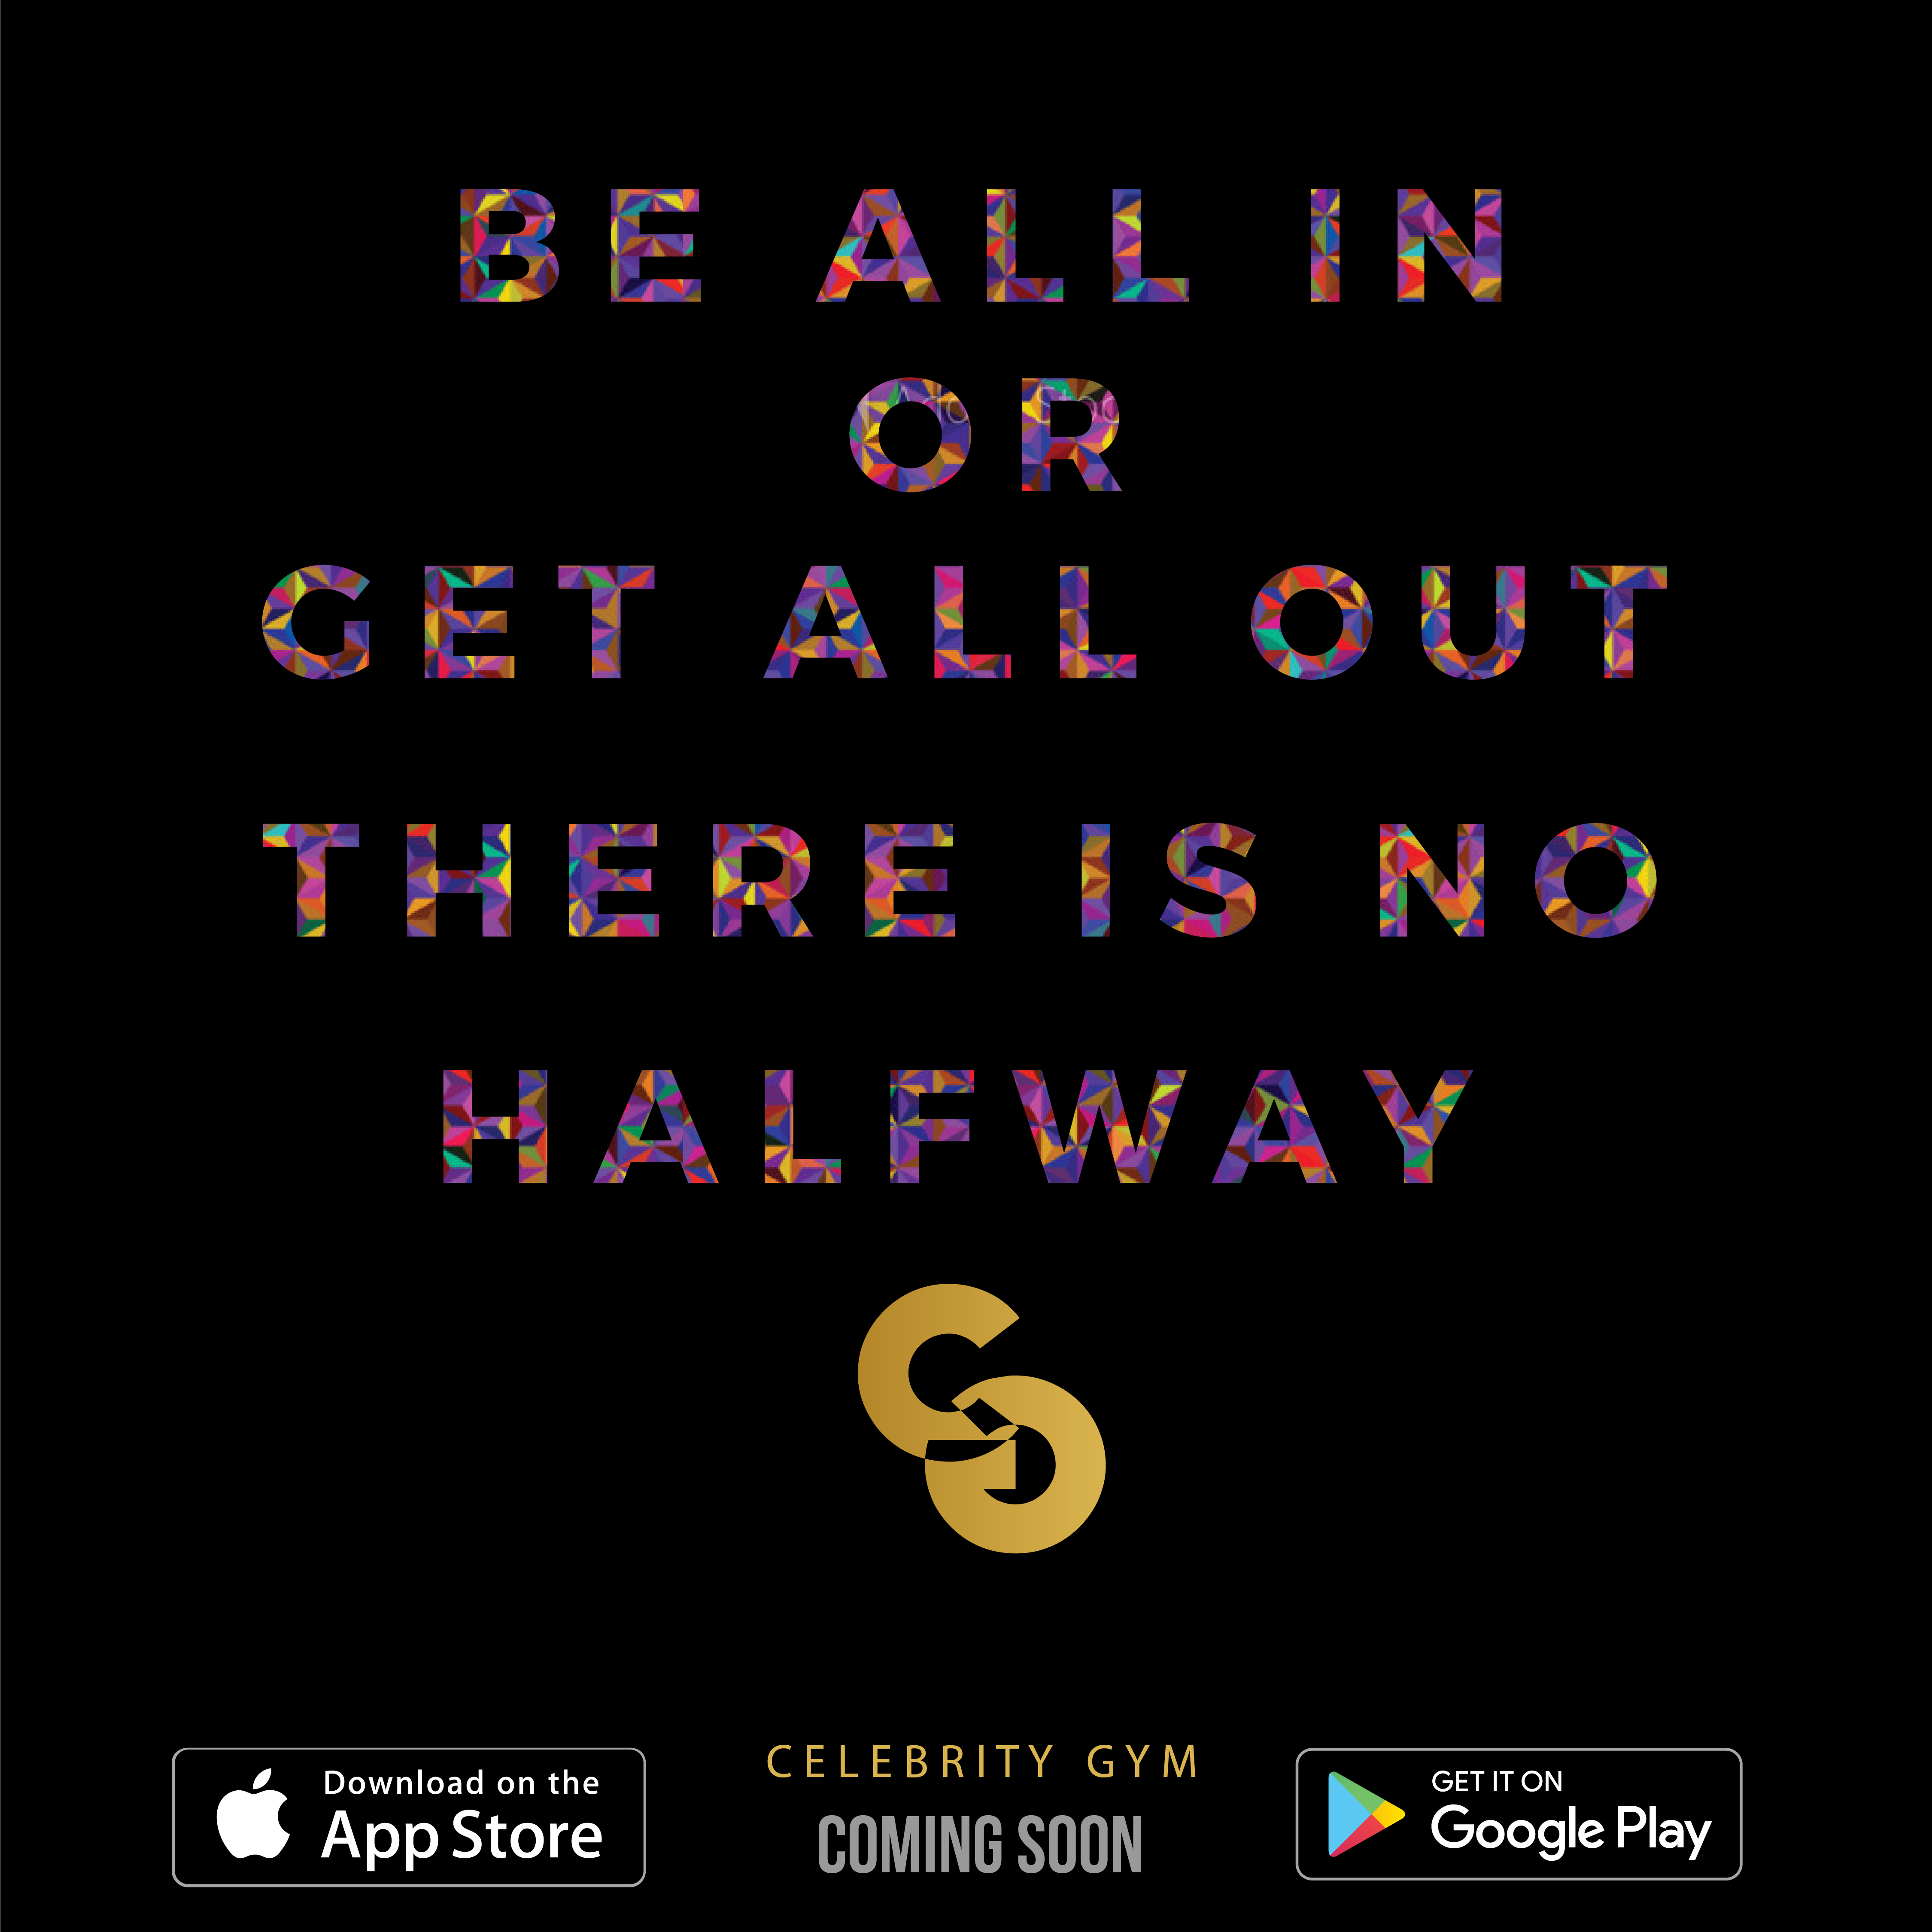 BE ALL IN
OR
GET ALL OUT
THERE IS NO
HALFWAY
Download on the
App Store
CELEBRITY GYM
COMING SOON
GET IT ON
Google Play